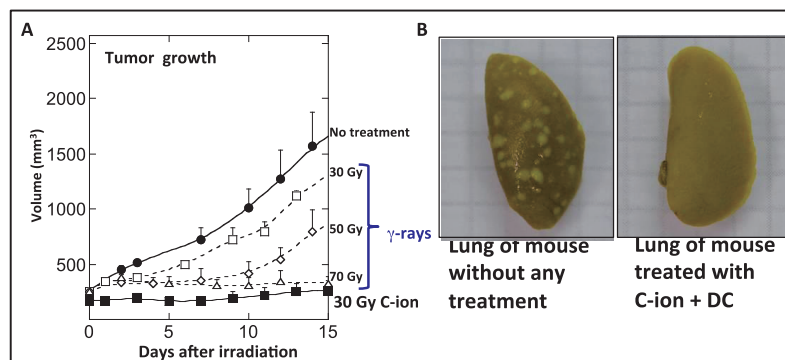 A
Tumor growth
Volume (mm³)
2500
2000
1500
1000
500
0
5
10
15
Days after irradiation
No treatment
30 Gy
50 Gy
γ-rays
70 Gy
30 Gy C-ion
B
Lung of mouse
without any
treatment
Lung of mouse
treated with
C-ion + DC